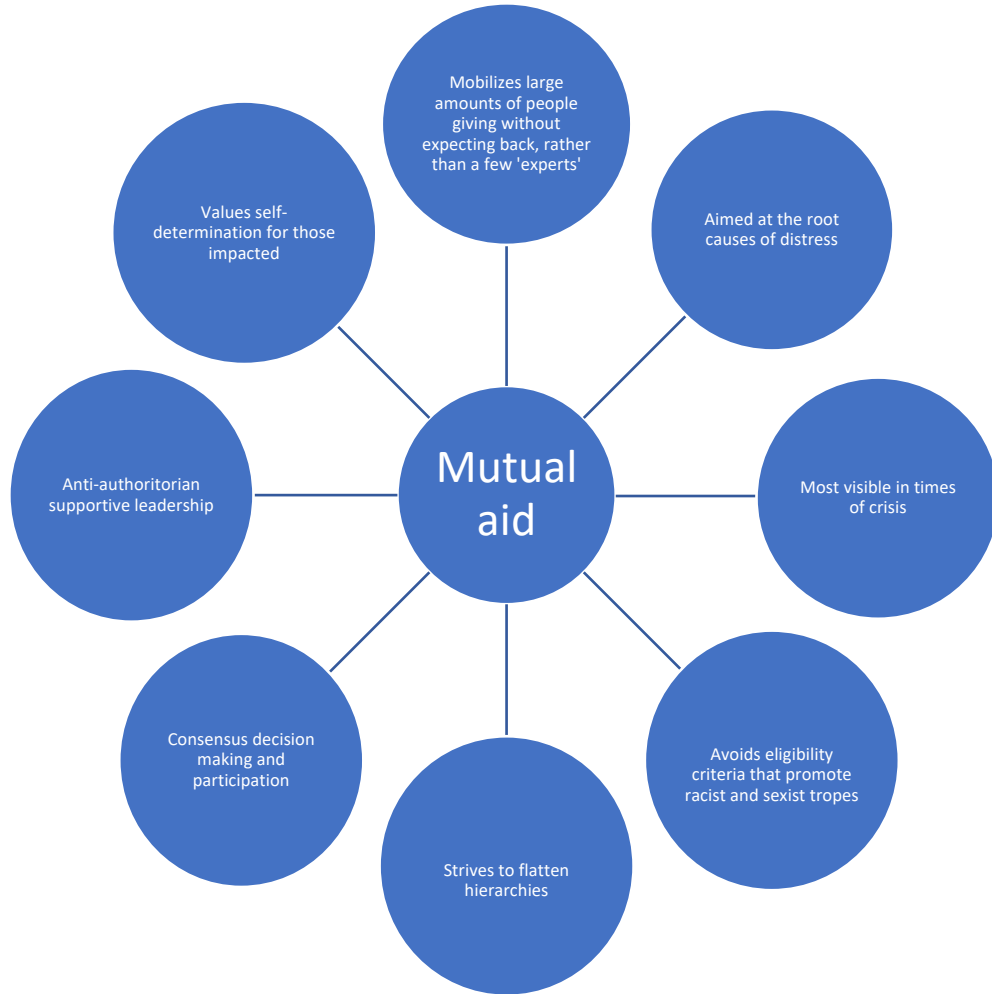 Mobilizes large
amounts of people
giving without
expecting back, rather
than a few 'experts'
Aimed at the root
causes of distress
Most visible in times
of crisis
Avoids eligibility
criteria that promote
racist and sexist tropes
Strives to flatten
hierarchies
Consensus decision
making and
participation
Anti-authoritorian
supportive leadership
Values self-
determination for those
impacted
Mutual
aid